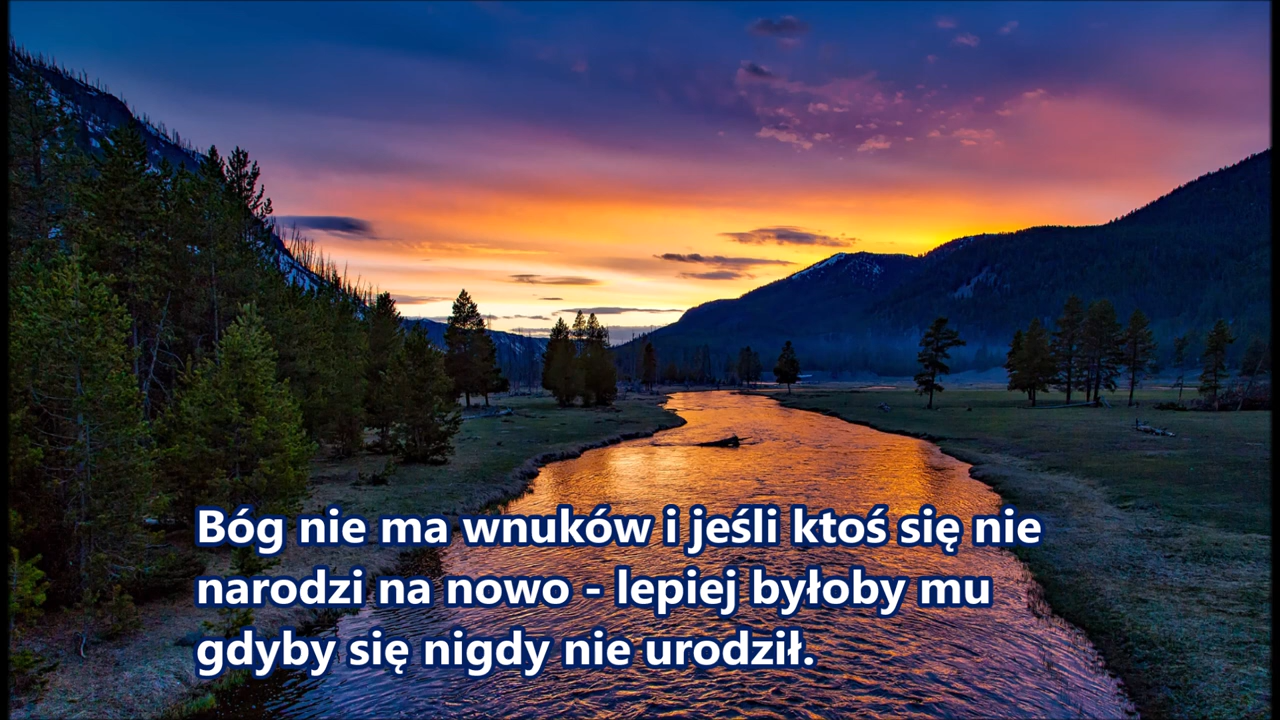 Bóg nie ma wnuków i jeśli ktoś się nie
narodzi na nowo - lepiej byłoby mu
gdyby się nigdy nie urodził.